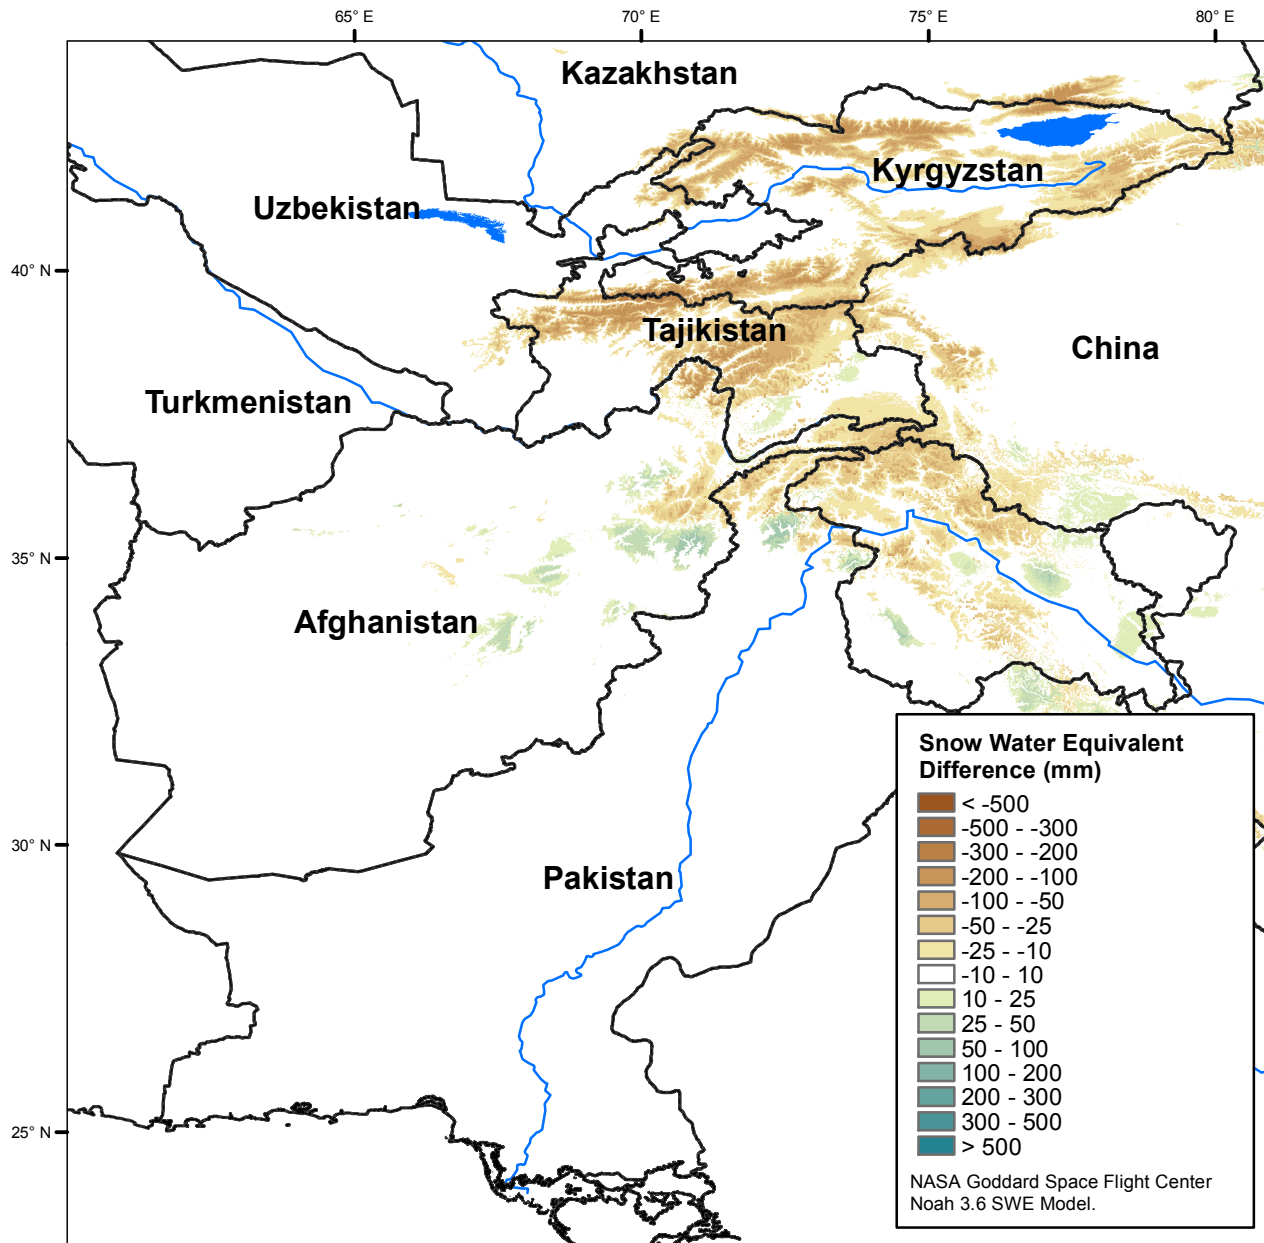 65° E
70° E
75° E
80° E
Kazakhstan
Kyrgyzstan
Uzbekistan
40° N
Tajikistan
China
Turkmenistan
35° N
Afghanistan
Snow Water Equivalent
Difference (mm)
< -500
-500 - -300
-300 - -200
-200 - -100
-100 - -50
-50 - -25
-25 - -10
-10 - 10
10 - 25
25 - 50
50 - 100
100 - 200
200 - 300
300 - 500
> 500
NASA Goddard Space Flight Center
Noah 3.6 SWE Model.
30° N
Pakistan
25° N